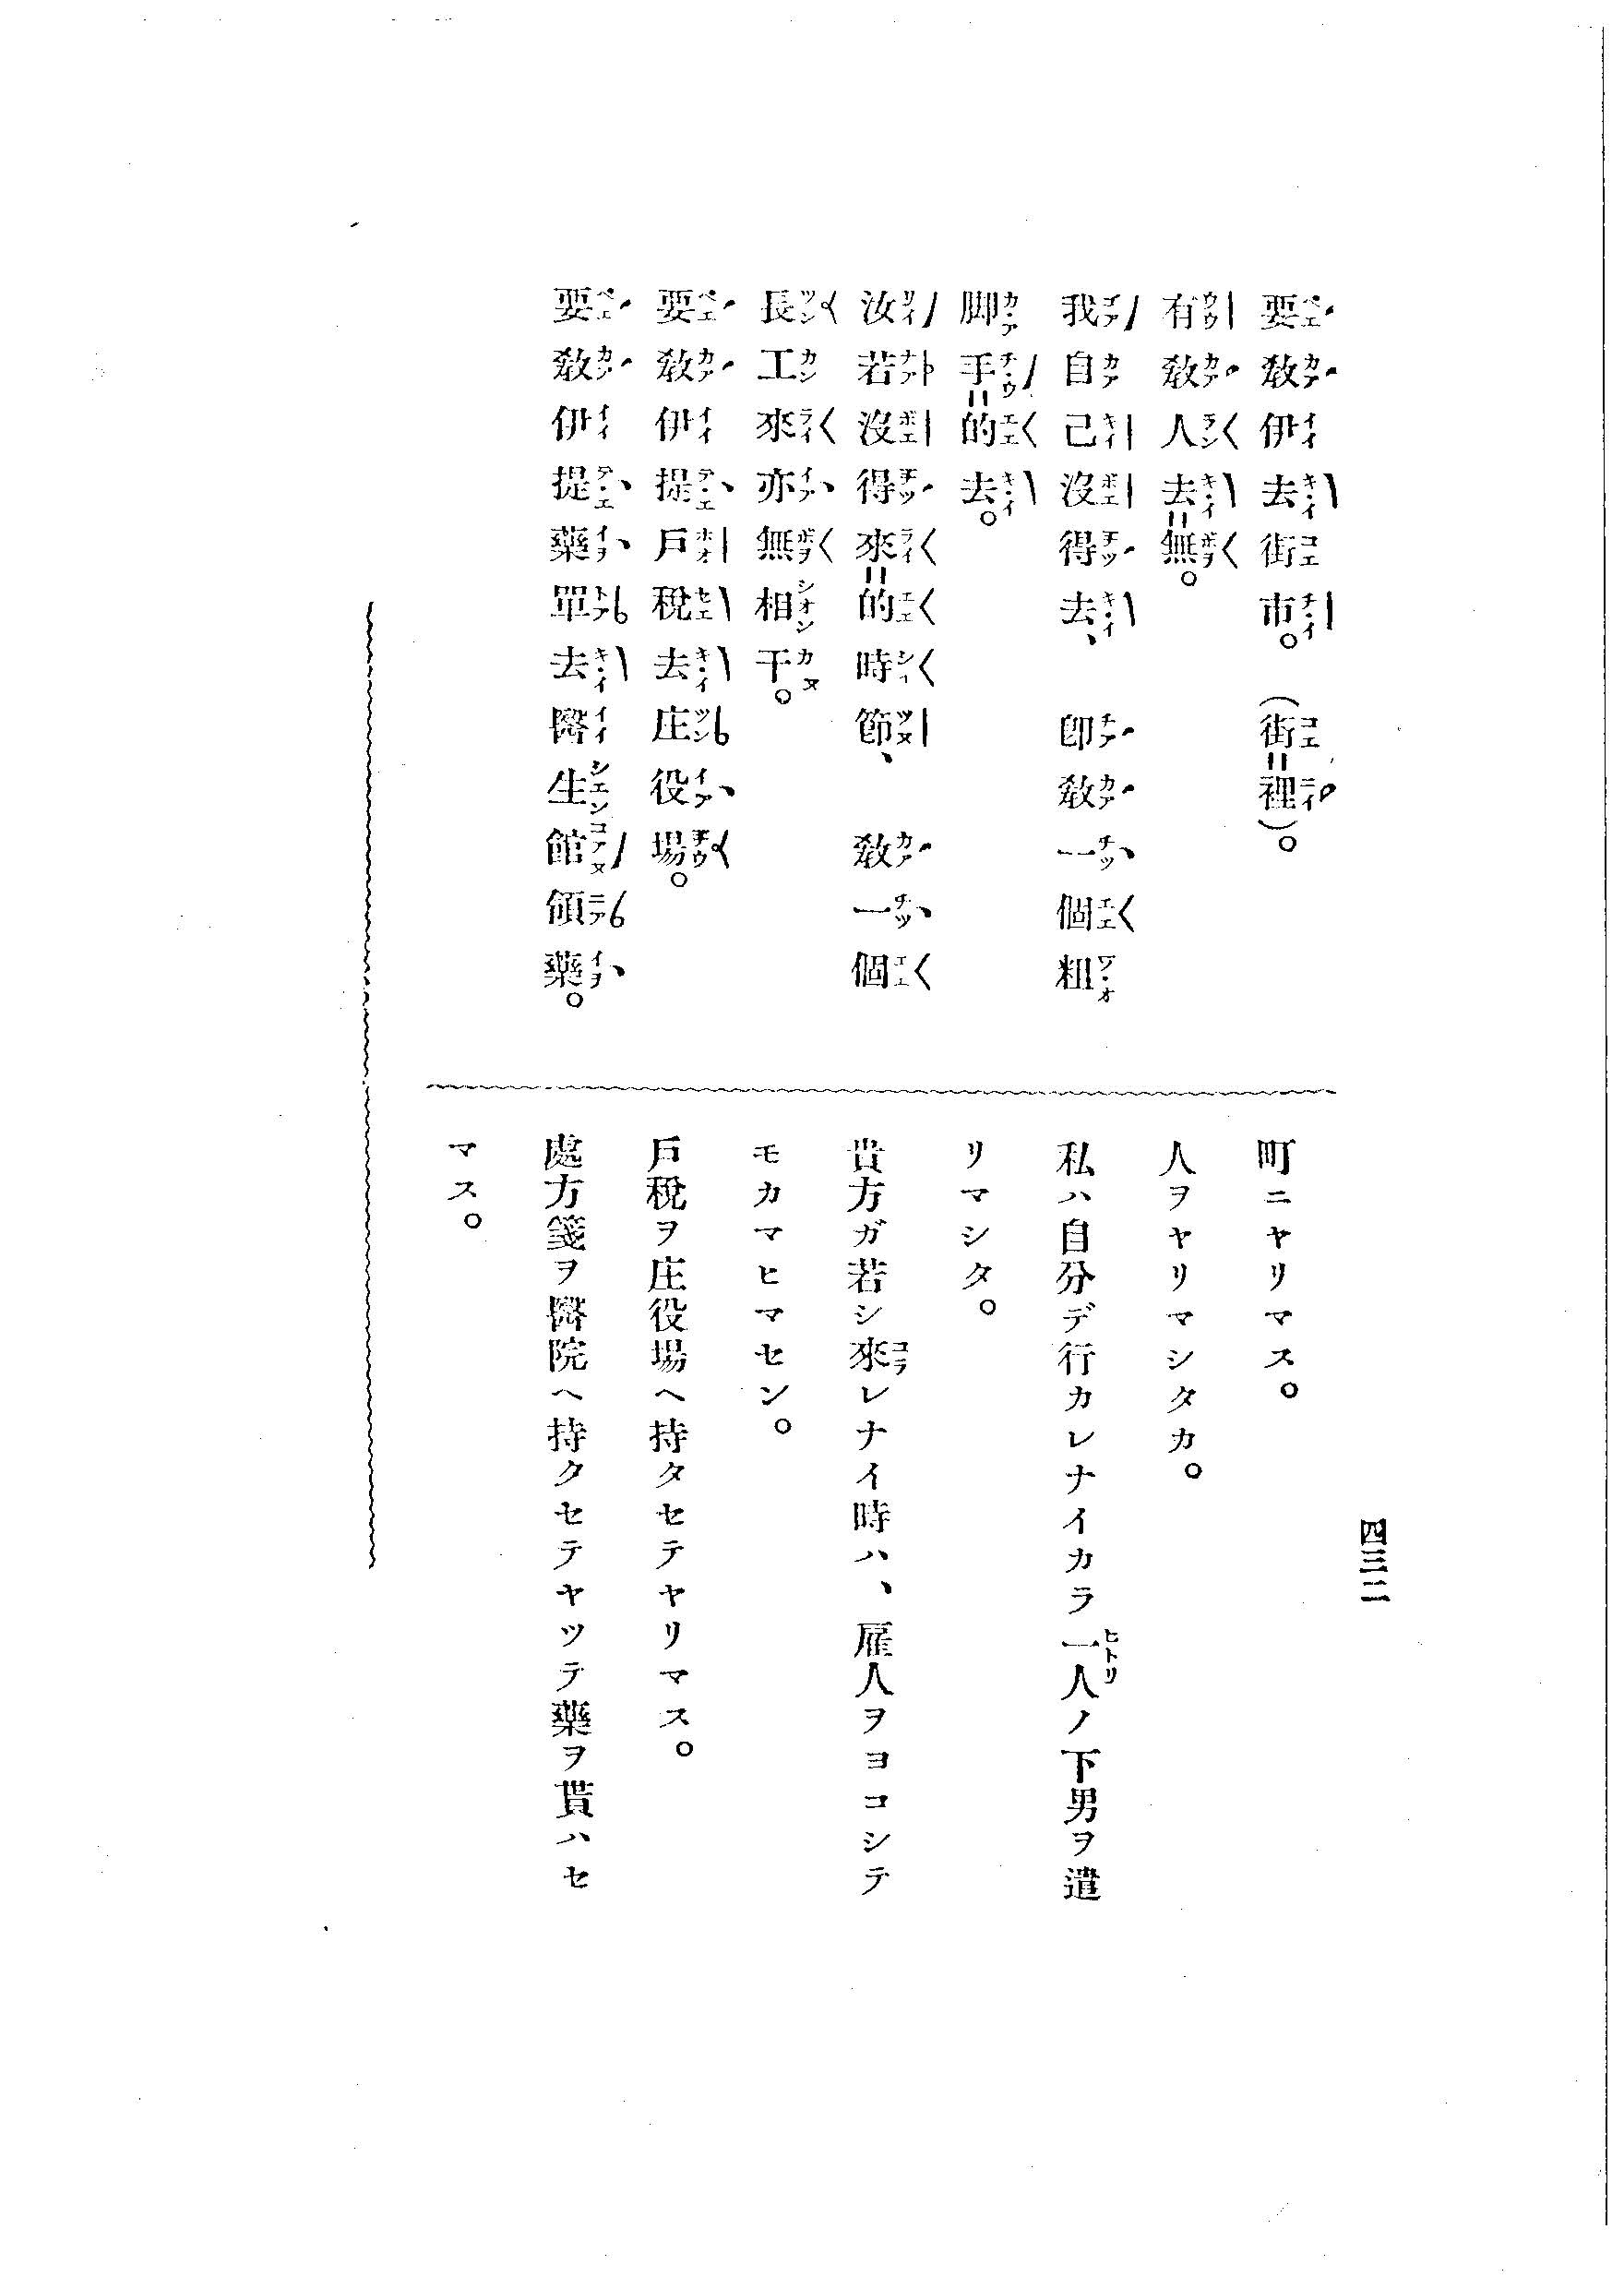 四三二
要敎伊去街市。(街=裡)。
有敎人去=無。
我自己沒得去、卽敎一個粗
脚手=的去。
汝若沒得來=的時節、敎一個
長工來亦無相干。
要敎伊提戶稅去庄役場。
要敎伊提藥單去醫生館領藥。
町ニヤリマス。
人ヲヤリマシタカ。
私ハ自分デ行カレナイカラ一人ノ下男ヲ遣
リマシタ。
貴方ガ若シ來レナイ時ハ、雇人ヲヨコシテ
モカマヒマセン。
戶稅ヲ庄役場ヘ持タセテヤリマス。
處方箋ヲ醫院ヘ持クセテヤツテ藥ヲ貰ハセ
マス。